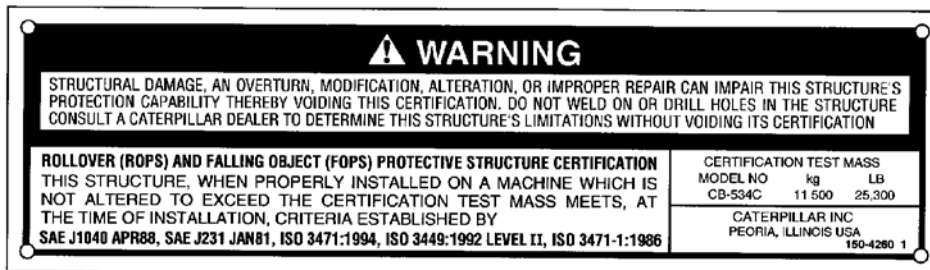 ⚠ WARNING
STRUCTURAL DAMAGE, AN OVERTURN, MODIFICATION, ALTERATION, OR IMPROPER REPAIR CAN IMPAIR THIS STRUCTURE'S
PROTECTION CAPABILITY THEREBY VOIDING THIS CERTIFICATION. DO NOT WELD ON OR DRILL HOLES IN THE STRUCTURE
CONSULT A CATERPILLAR DEALER TO DETERMINE THIS STRUCTURE'S LIMITATIONS WITHOUT VOIDING ITS CERTIFICATION
ROLLOVER (ROPS) AND FALLING OBJECT (FOPS) PROTECTIVE STRUCTURE CERTIFICATION
THIS STRUCTURE, WHEN PROPERLY INSTALLED ON A MACHINE WHICH IS
NOT ALTERED TO EXCEED THE CERTIFICATION TEST MASS MEETS, AT
THE TIME OF INSTALLATION, CRITERIA ESTABLISHED BY
SAE J1040 APR88, SAE J231 JAN81, ISO 3471:1994, ISO 3449:1992 LEVEL II, ISO 3471-1:1986
CERTIFICATION TEST MASS
MODEL NO kg LB
CB-534C 11 500 25,300
CATERPILLAR INC
PEORIA, ILLINOIS USA
150-4260 1